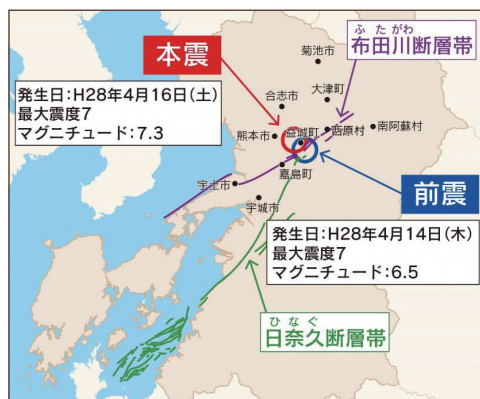 ふたがわ
布田川断層帯
菊池市
本震
発生日:H28年4月16日(土)
最大震度7
マグニチュード:7.3
合志市
大津町
熊本市
益城町
西原村
南阿蘇村
嘉島町
宇土市
宇城市
前震
発生日:H28年4月14日(木)
最大震度7
マグニチュード:6.5
ひなぐ
日奈久断層帯